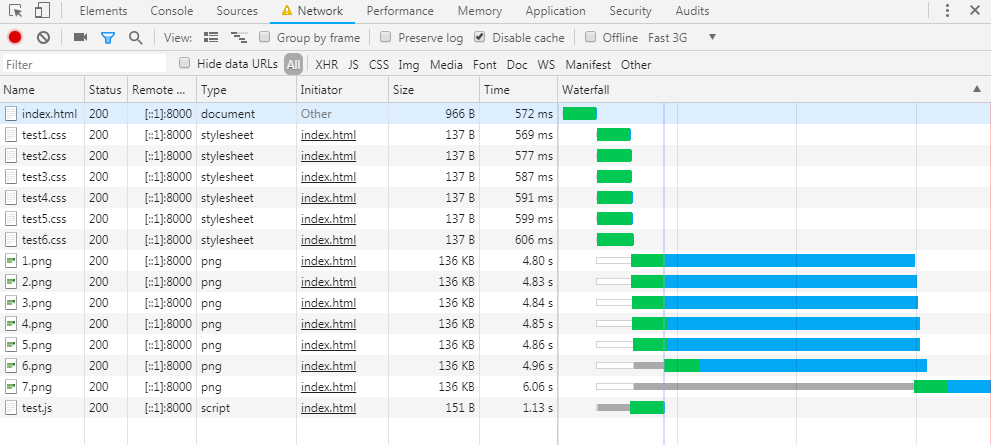 Elements Console Sources Network Performance Memory Application Security Audits
View: Group by frame Preserve log Disable cache Offline Fast 3G
Filter Hide data URLs All XHR JS CSS Img Media Font Doc WS Manifest Other
Name Status Remote ... Type Initiator Size Time Waterfall
index.html 200 [::1]:8000 document Other 966 B 572 ms
test1.css 200 [::1]:8000 stylesheet index.html 137 B 569 ms
test2.css 200 [::1]:8000 stylesheet index.html 137 B 577 ms
test3.css 200 [::1]:8000 stylesheet index.html 137 B 587 ms
test4.css 200 [::1]:8000 stylesheet index.html 137 B 591 ms
test5.css 200 [::1]:8000 stylesheet index.html 137 B 599 ms
test6.css 200 [::1]:8000 stylesheet index.html 137 B 606 ms
1.png 200 [::1]:8000 png index.html 136 KB 4.80 s
2.png 200 [::1]:8000 png index.html 136 KB 4.83 s
3.png 200 [::1]:8000 png index.html 136 KB 4.84 s
4.png 200 [::1]:8000 png index.html 136 KB 4.85 s
5.png 200 [::1]:8000 png index.html 136 KB 4.86 s
6.png 200 [::1]:8000 png index.html 136 KB 4.96 s
7.png 200 [::1]:8000 png index.html 136 KB 6.06 s
test.js 200 [::1]:8000 script index.html 151 B 1.13 s